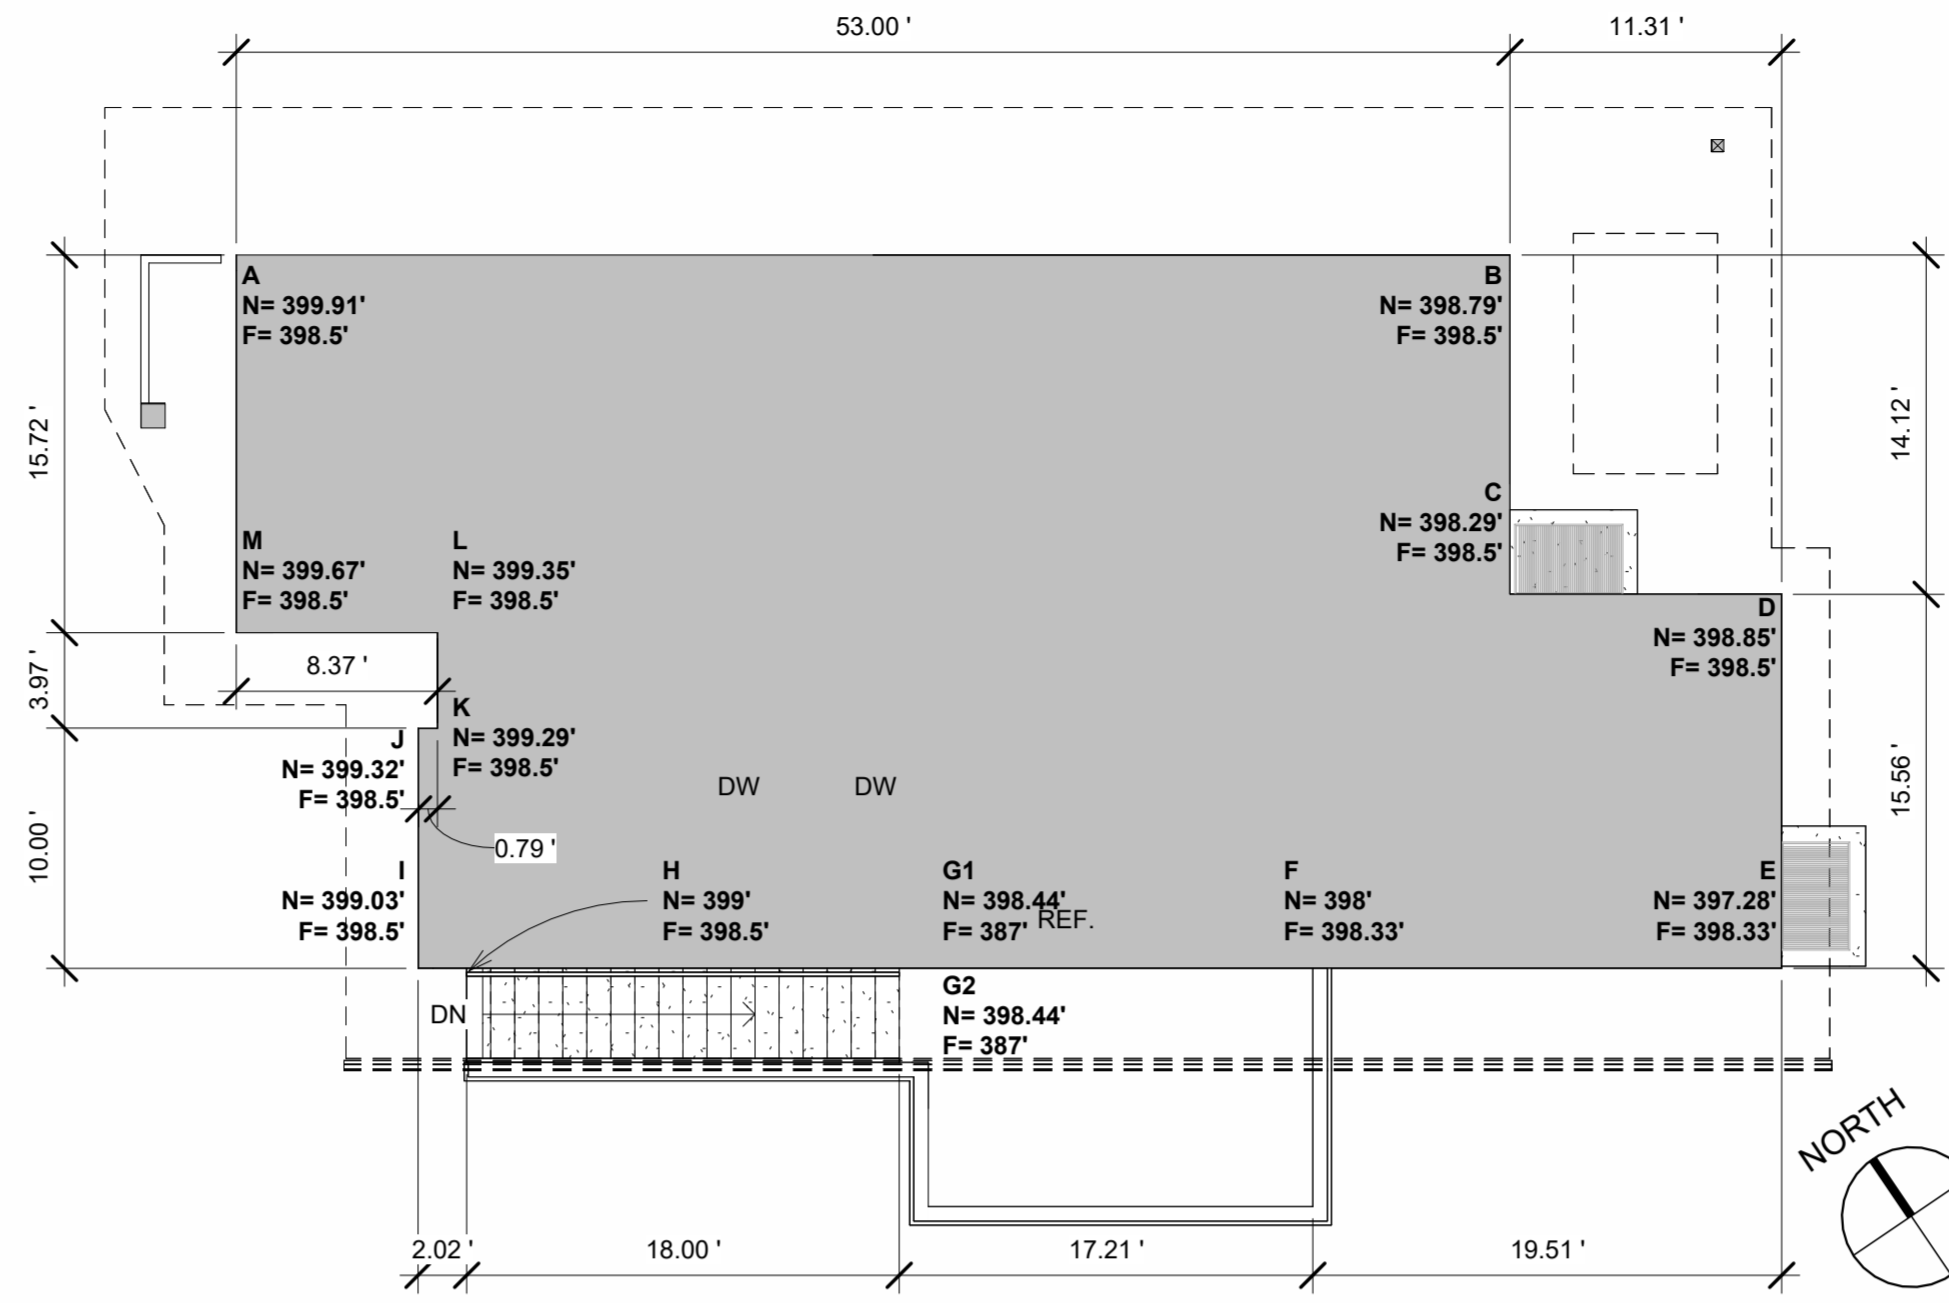 53.00 '
11.31 '
A
N= 399.91'
F= 398.5'
B
N= 398.79'
F= 398.5'
15.72 '
14.12 '
C
N= 398.29'
F= 398.5'
M
N= 399.67'
F= 398.5'
L
N= 399.35'
F= 398.5'
D
N= 398.85'
F= 398.5'
8.37 '
3.97 '
K
N= 399.29'
F= 398.5'
J
N= 399.32'
F= 398.5'
DW
DW
15.56 '
0.79 '
10.00 '
I
N= 399.03'
F= 398.5'
H
N= 399'
F= 398.5'
G1
N= 398.44'
F= 387'
REF.
F
N= 398'
F= 398.33'
E
N= 397.28'
F= 398.33'
G2
N= 398.44'
F= 387'
DN
NORTH
2.02 '
18.00 '
17.21 '
19.51 '